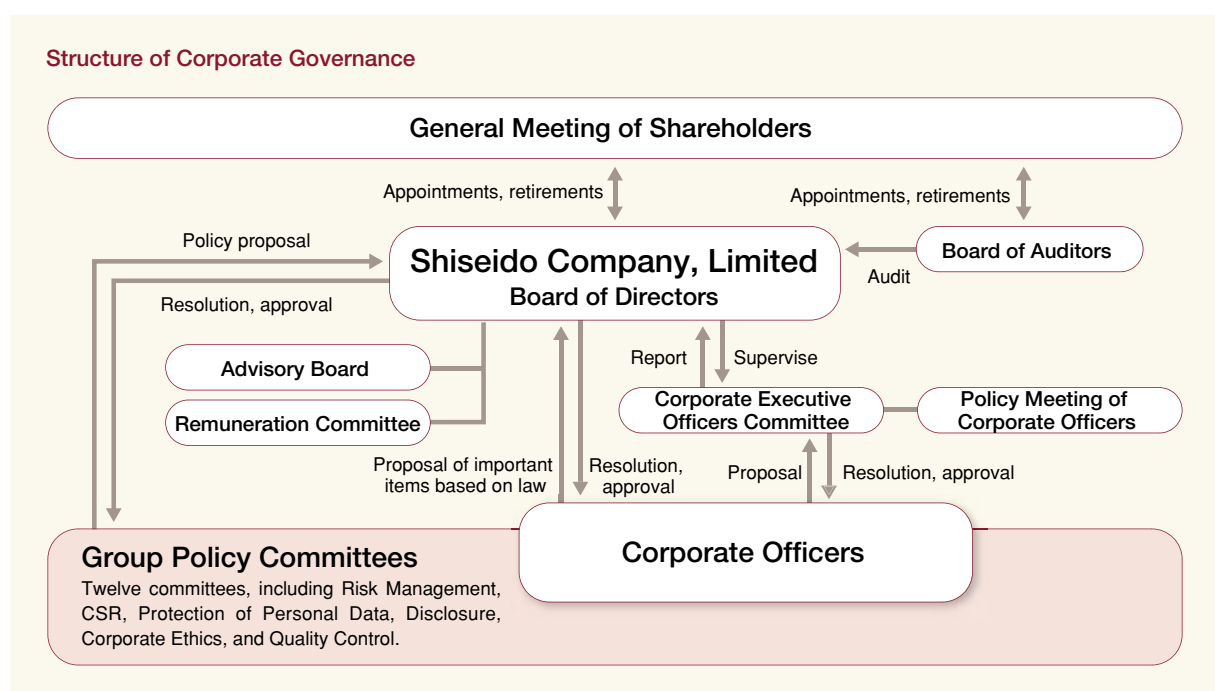 Structure of Corporate Governance
General Meeting of Shareholders
Appointments, retirements
Appointments, retirements
Policy proposal
Shiseido Company, Limited
Board of Directors
Board of Auditors
Audit
Resolution, approval
Advisory Board
Report
Supervise
Remuneration Committee
Corporate Executive
Officers Committee
Policy Meeting of
Corporate Officers
Proposal of important
items based on law
Resolution,
approval
Proposal
Resolution, approval
Group Policy Committees
Twelve committees, including Risk Management,
CSR, Protection of Personal Data, Disclosure,
Corporate Ethics, and Quality Control.
Corporate Officers